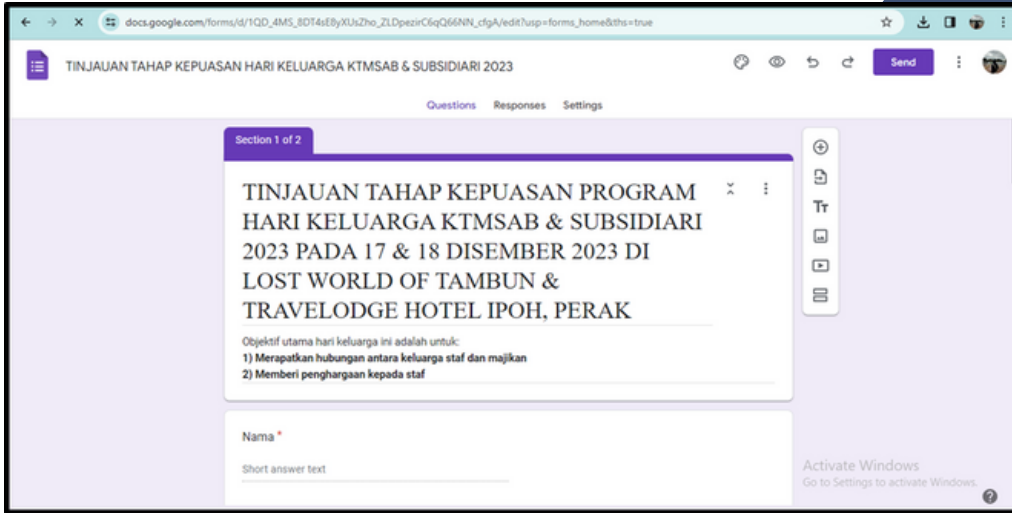 docs.google.com/forms/d/1QD_4MS_8DT4sE8yXUsZho_ZLDpezirC6qQ66NN_cfgA/edit?usp=forms_home&ths=true
TINJAUAN TAHAP KEPUASAN HARI KELUARGA KTMSAB & SUBSIDIARI 2023
Send
Questions Responses Settings
Section 1 of 2
TINJAUAN TAHAP KEPUASAN PROGRAM
HARI KELUARGA KTMSAB & SUBSIDIARI
2023 PADA 17 & 18 DISEMBER 2023 DI
LOST WORLD OF TAMBUN &
TRAVELODGE HOTEL IPOH, PERAK
Objektif utama hari keluarga ini adalah untuk:
1) Merapatkan hubungan antara keluarga staf dan majikan
2) Memberi penghargaan kepada staf
Nama *
Short answer text
Tт
Activate Windows
Go to Settings to activate Windows.